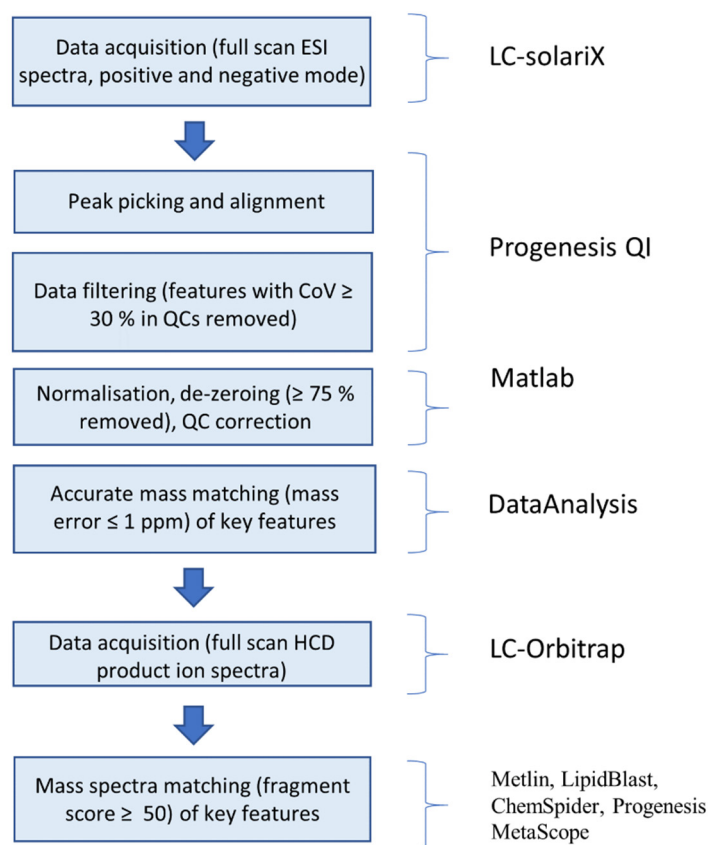 Data acquisition (full scan ESI
spectra, positive and negative mode)
LC-solariX
Peak picking and alignment
Data filtering (features with CoV ≥
30 % in QCs removed)
Progenesis QI
Normalisation, de-zeroing (≥ 75 %
removed), QC correction
Matlab
Accurate mass matching (mass
error ≤ 1 ppm) of key features
DataAnalysis
Data acquisition (full scan HCD
product ion spectra)
LC-Orbitrap
Mass spectra matching (fragment
score ≥ 50) of key features
Metlin, LipidBlast,
ChemSpider, Progenesis
MetaScope